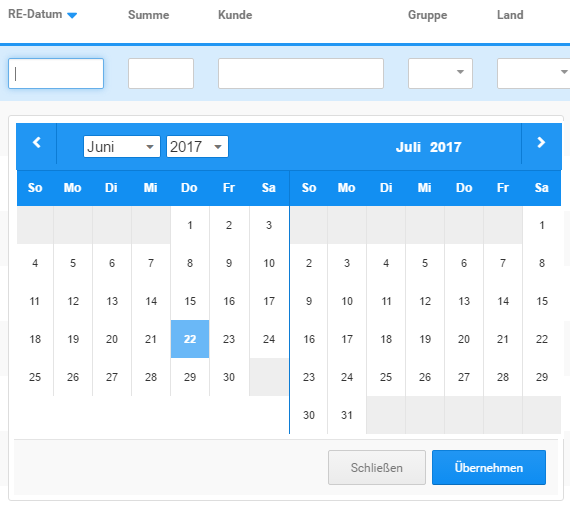 RE-Datum Summe Kunde Gruppe Land
Juni 2017 Juli 2017
So Mo Di Mi Do Fr Sa So Mo Di Mi Do Fr Sa
1 2 3 1
4 5 6 7 8 9 10 2 3 4 5 6 7 8
11 12 13 14 15 16 17 9 10 11 12 13 14 15
18 19 20 21 22 23 24 16 17 18 19 20 21 22
25 26 27 28 29 30 23 24 25 26 27 28 29
30 31
Schließen Übernehmen